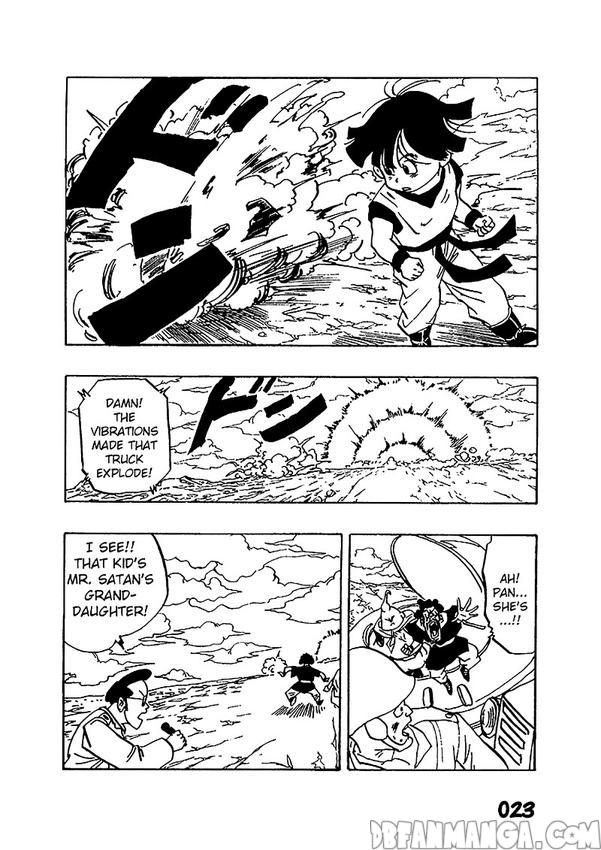 ドン
DAMN!
THE
VIBRATIONS
MADE THAT
TRUCK
EXPLODE!
ドン
AH!
PAN...
SHE'S
...!!
I SEE!!
THAT KID'S
MR. SATAN'S
GRAND-
DAUGHTER!
023
DBFANMANGA.COM